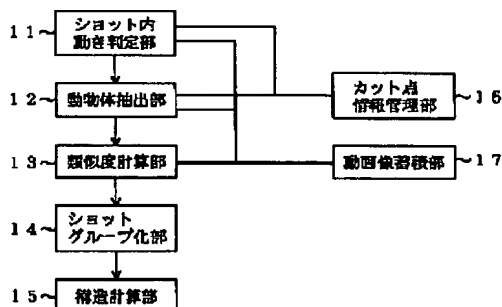 11~
ショット内
動き判定部
12~
動物体抽出部
カット点
情報管理部
~16
13~
類似度計算部
動画像蓄積部
~17
14~
ショット
グループ化部
15~
構造計算部